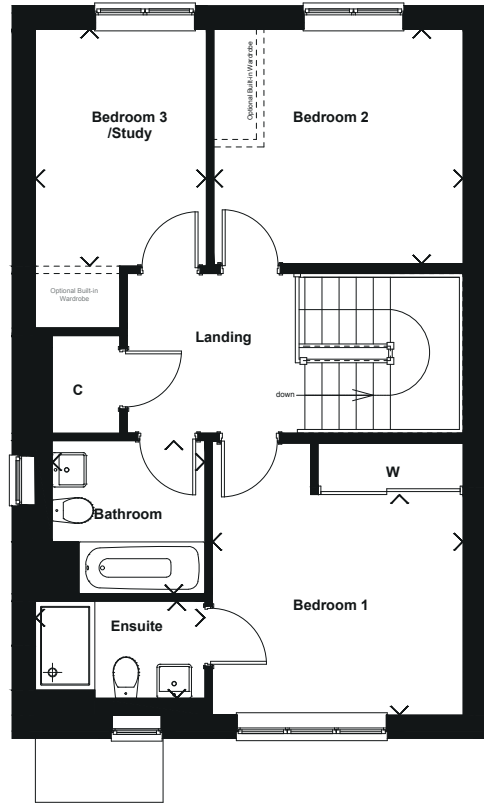 Optional Built-in Wardrobe
Bedroom 3
/Study
Bedroom 2
Optional Built-in
Wardrobe
Landing
C
down
W
Bathroom
Bedroom 1
Ensuite